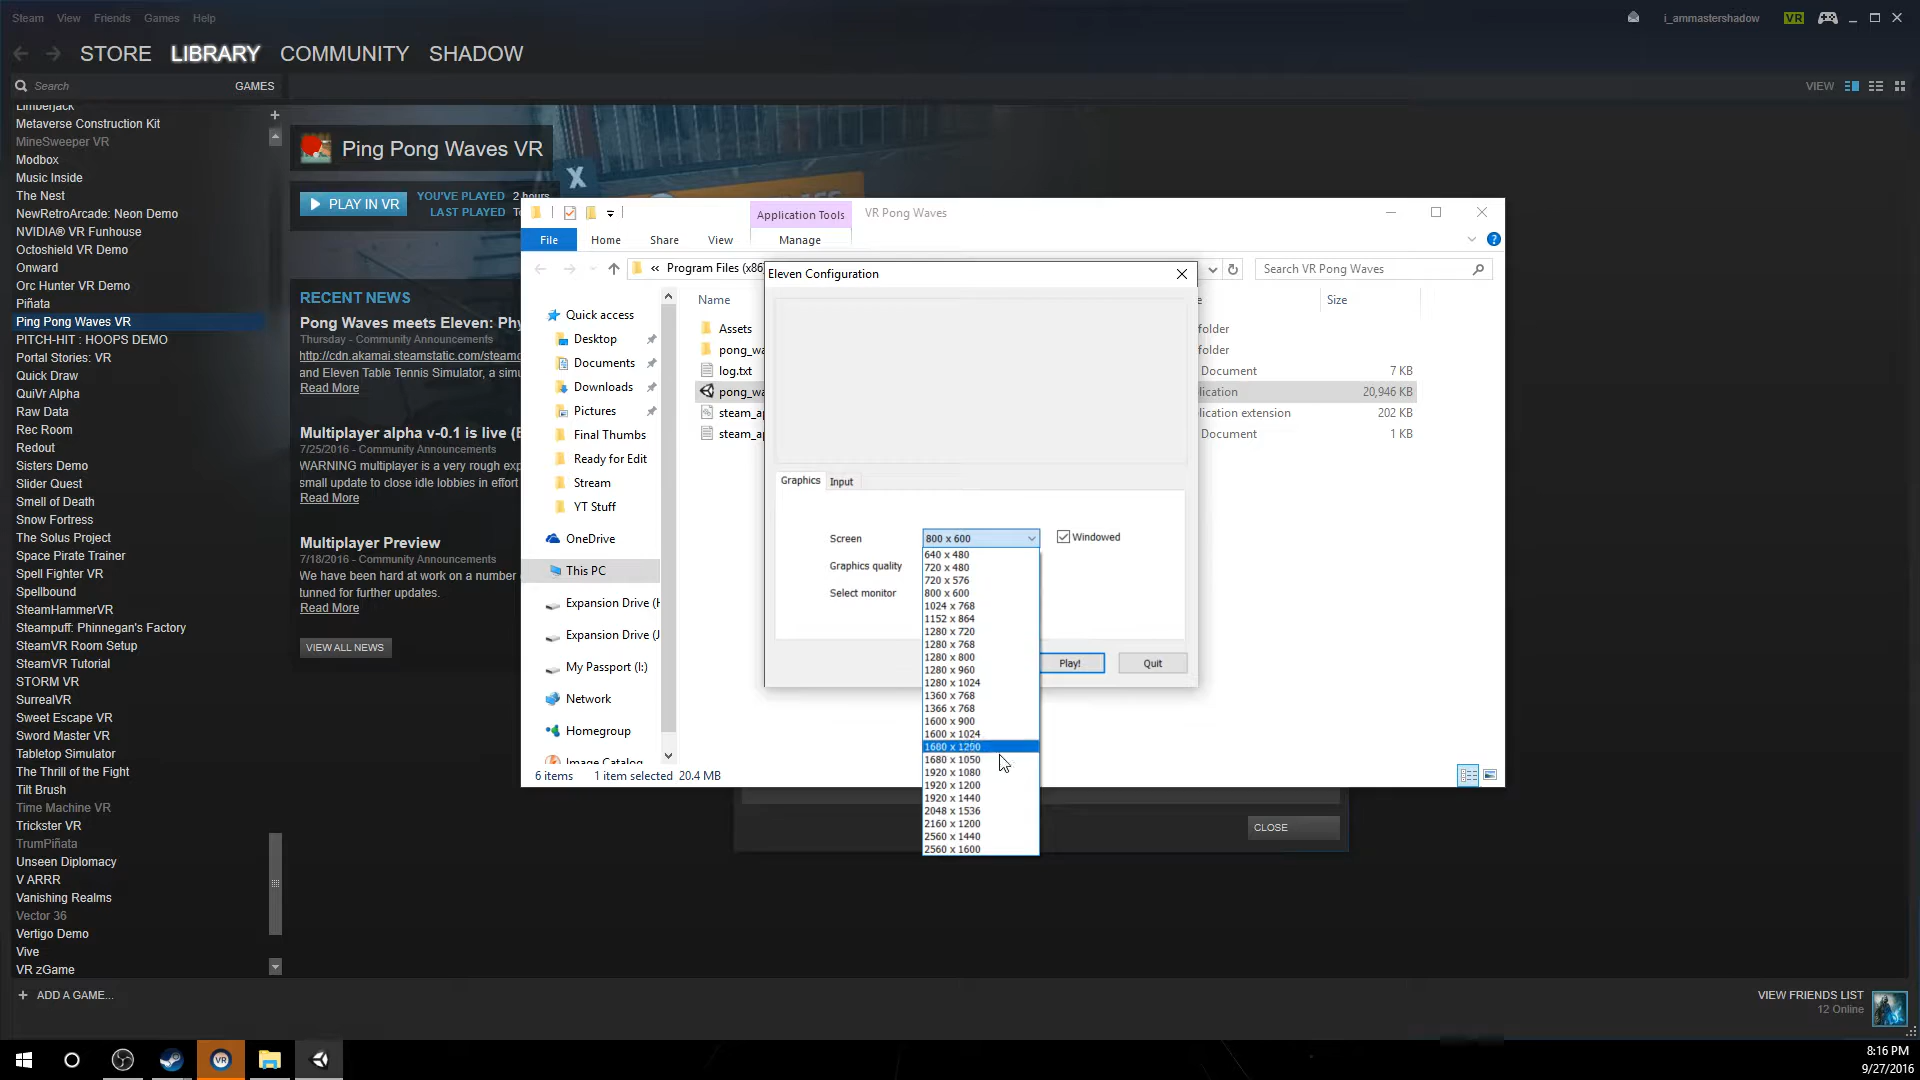 Steam View Friends Games Help
i_ammastershadow
VR
STORE LIBRARY COMMUNITY SHADOW
Search
GAMES
VIEW
Limberjack
Metaverse Construction Kit
MineSweeper VR
Modbox
Music Inside
The Nest
NewRetroArcade: Neon Demo
NVIDIA® VR Funhouse
Octoshield VR Demo
Onward
Orc Hunter VR Demo
Piñata
Ping Pong Waves VR
PITCH-HIT : HOOPS DEMO
Portal Stories: VR
Quick Draw
QuiVr Alpha
Raw Data
Rec Room
Redout
Sisters Demo
Slider Quest
Smell of Death
Snow Fortress
The Solus Project
Space Pirate Trainer
Spell Fighter VR
Spellbound
SteamHammerVR
Steampuff: Phinnegan's Factory
SteamVR Room Setup
SteamVR Tutorial
STORM VR
SurrealVR
Sweet Escape VR
Sword Master VR
Tabletop Simulator
The Thrill of the Fight
Tilt Brush
Time Machine VR
Trickster VR
TrumPiñata
Unseen Diplomacy
V ARRR
Vanishing Realms
Vector 36
Vertigo Demo
Vive
VR zGame
+ ADD A GAME...
Ping Pong Waves VR
PLAY IN VR
YOU'VE PLAYED 2 hours
LAST PLAYED
RECENT NEWS
Pong Waves meets Eleven: Phy
Thursday - Community Announcements
http://cdn.akamai.steamstatic.com/steamc
and Eleven Table Tennis Simulator, a simu
Read More
Multiplayer alpha v-0.1 is live (E
7/25/2016 - Community Announcements
WARNING multiplayer is a very rough exp
small update to close idle lobbies in effort
Read More
Multiplayer Preview
7/18/2016 - Community Announcements
We have been hard at work on a number
tunned for further updates.
Read More
VIEW ALL NEWS
Application Tools
VR Pong Waves
File Home Share View Manage
« Program Files (x86)
Search VR Pong Waves
Quick access
Desktop
Documents
Downloads
Pictures
Final Thumbs
Ready for Edit
Stream
YT Stuff
OneDrive
This PC
Expansion Drive (H
Expansion Drive (J
My Passport (I:)
Network
Homegroup
Image Catalog
Name
Size
Assets
folder
pong_wa
folder
log.txt
Document
7 KB
pong_wa
lication
20,946 KB
steam_ap
lication extension
202 KB
steam_ap
Document
1 KB
6 items 1 item selected 20.4 MB
Eleven Configuration
Graphics Input
Screen
800 x 600
Windowed
Graphics quality
Select monitor
640 x 480
720 x 480
720 x 576
800 x 600
1024 x 768
1152 x 864
1280 x 720
1280 x 768
1280 x 800
1280 x 960
1280 x 1024
1360 x 768
1366 x 768
1600 x 900
1600 x 1024
1600 x 1200
1680 x 1050
1920 x 1080
1920 x 1200
1920 x 1440
2048 x 1536
2160 x 1200
2560 x 1440
2560 x 1600
Play!
Quit
CLOSE
VIEW FRIENDS LIST
12 Online
VR
8:16 PM
9/27/2016